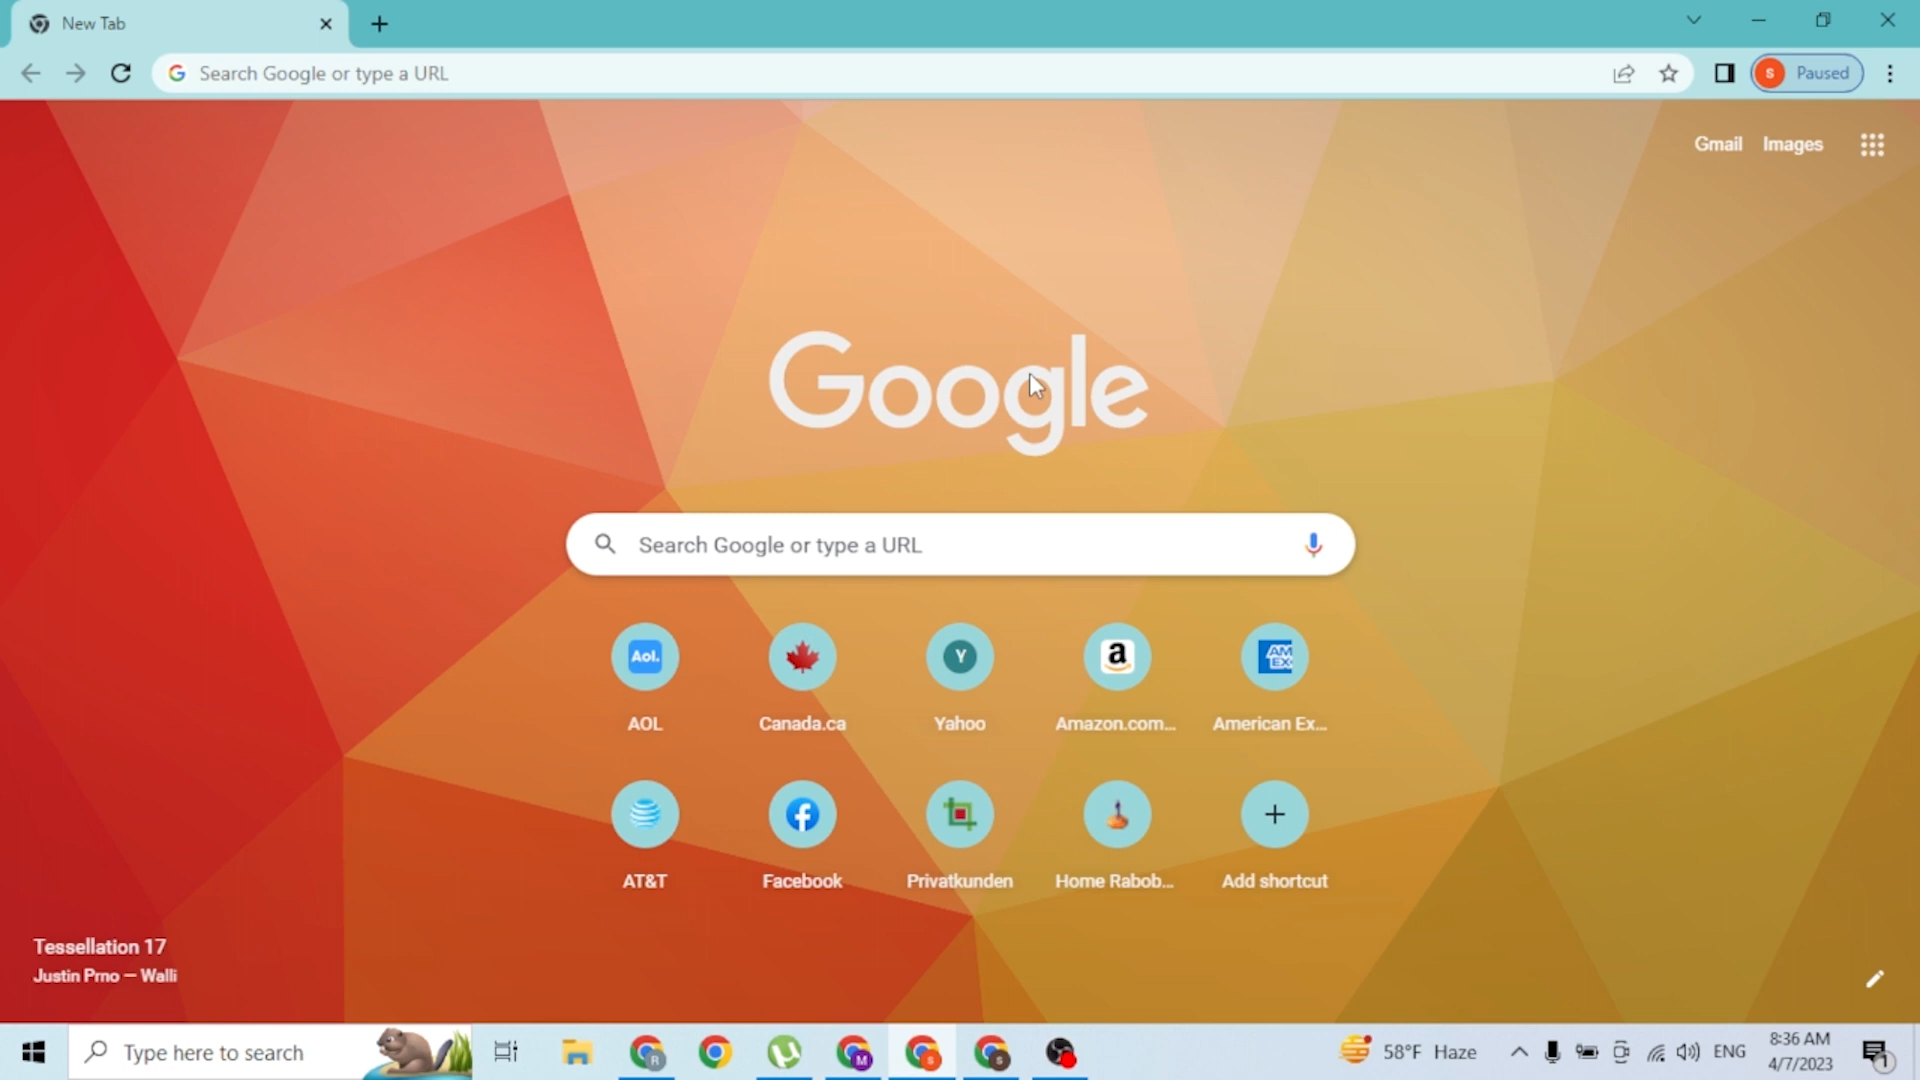 New Tab
Search Google or type a URL
S Paused
Gmail Images
Google
Search Google or type a URL
Aol. Y a AM EX
AOL Canada.ca Yahoo Amazon.com... American Ex...
AT&T Facebook Privatkunden Home Rabob... Add shortcut
Tessellation 17
Justin Prno — Walli
Type here to search
R M S S
58°F Haze
ENG
8:36 AM
4/7/2023
1